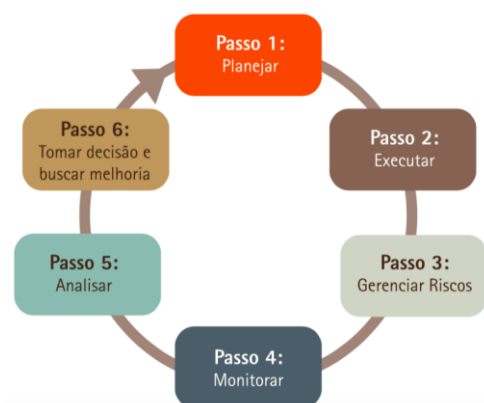 Passo 1:
Planejar
Passo 2:
Executar
Passo 3:
Gerenciar Riscos
Passo 4:
Monitorar
Passo 5:
Analisar
Passo 6:
Tomar decisão e
buscar melhoria